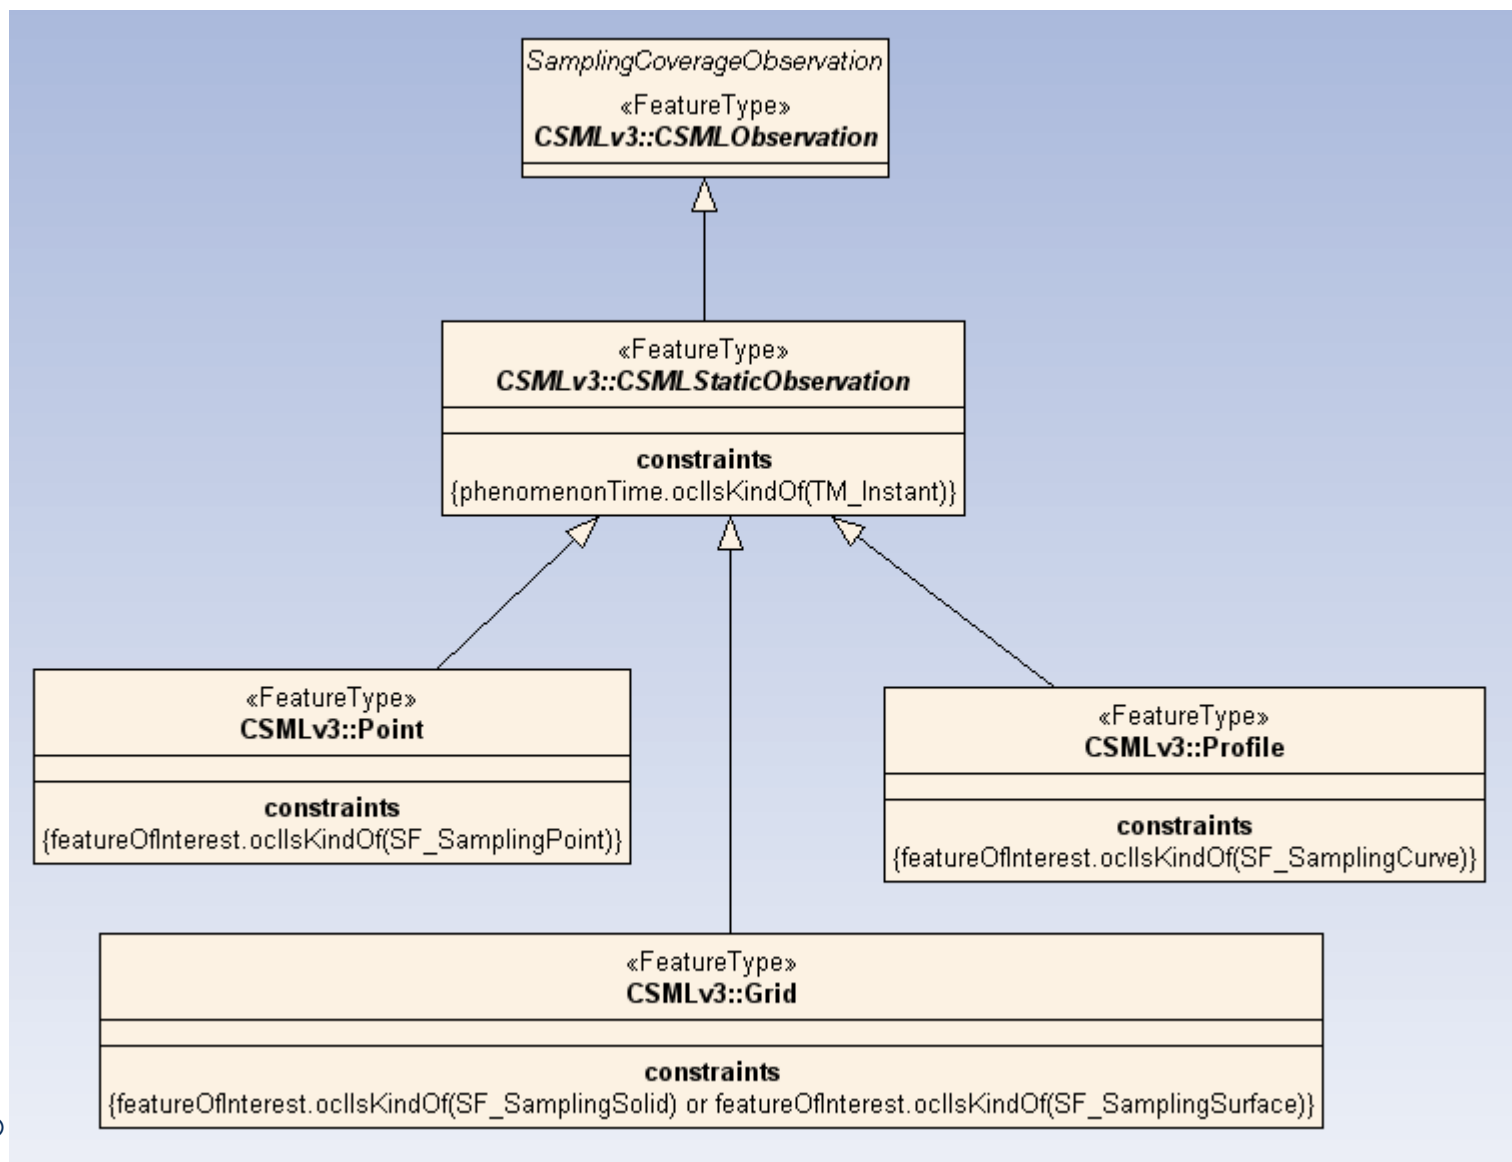 SamplingCoverageObservation
«FeatureType»
CSMLv3::CSMLObservation
«FeatureType»
CSMLv3::CSMLStaticObservation
constraints
{phenomenonTime.oclIsKindOf(TM_Instant)}
«FeatureType»
CSMLv3::Point
constraints
{featureOfInterest.oclIsKindOf(SF_SamplingPoint)}
«FeatureType»
CSMLv3::Profile
constraints
{featureOfInterest.oclIsKindOf(SF_SamplingCurve)}
«FeatureType»
CSMLv3::Grid
constraints
{featureOfInterest.oclIsKindOf(SF_SamplingSolid) or featureOfInterest.oclIsKindOf(SF_SamplingSurface)}